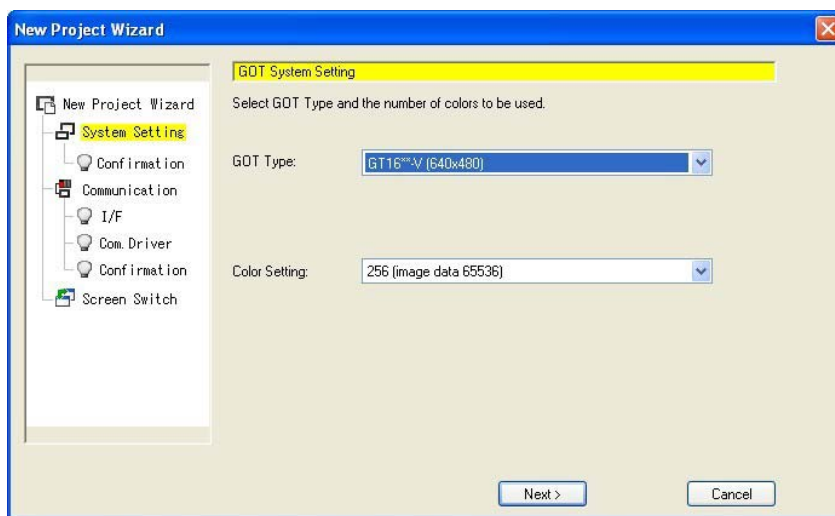 New Project Wizard
New Project Wizard
System Setting
Confirmation
Communication
I/F
Com.Driver
Confirmation
Screen Switch
GOT System Setting
Select GOT Type and the number of colors to be used.
GOT Type:
GT16**-V (640x480)
Color Setting:
256 (image data 65536)
Next >
Cancel